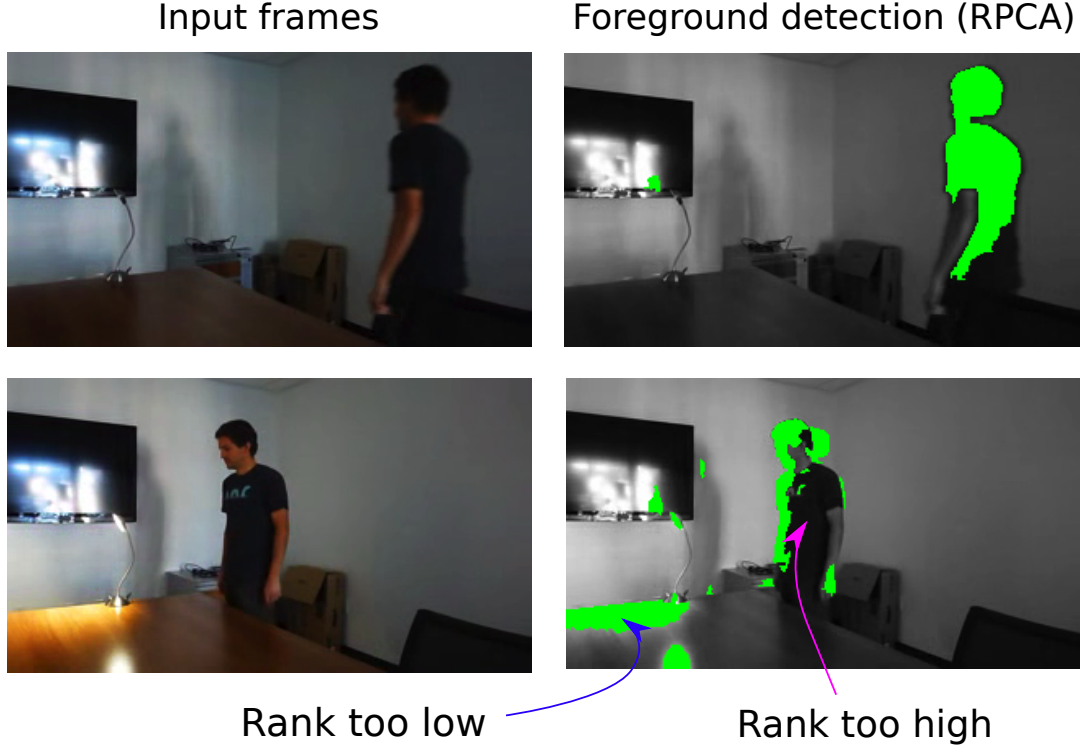 Input frames
Foreground detection (RPCA)
Rank too low
Rank too high